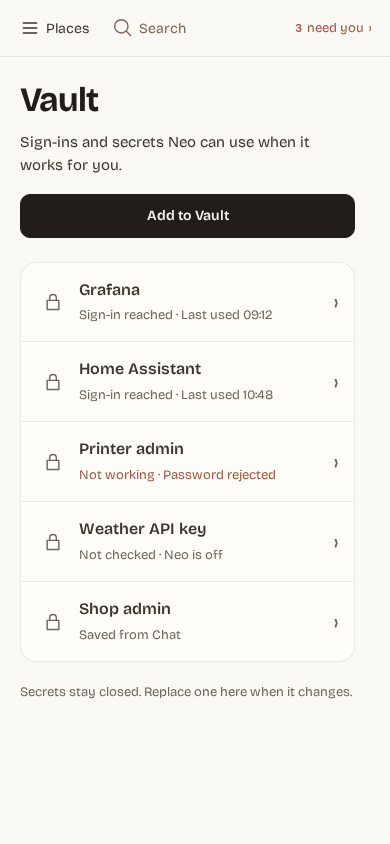 Places
Search
3 need you ›
Vault
Sign-ins and secrets Neo can use when it
works for you.
Add to Vault
Grafana
Sign-in reached · Last used 09:12
›
Home Assistant
Sign-in reached · Last used 10:48
›
Printer admin
Not working · Password rejected
›
Weather API key
Not checked · Neo is off
›
Shop admin
Saved from Chat
›
Secrets stay closed. Replace one here when it changes.